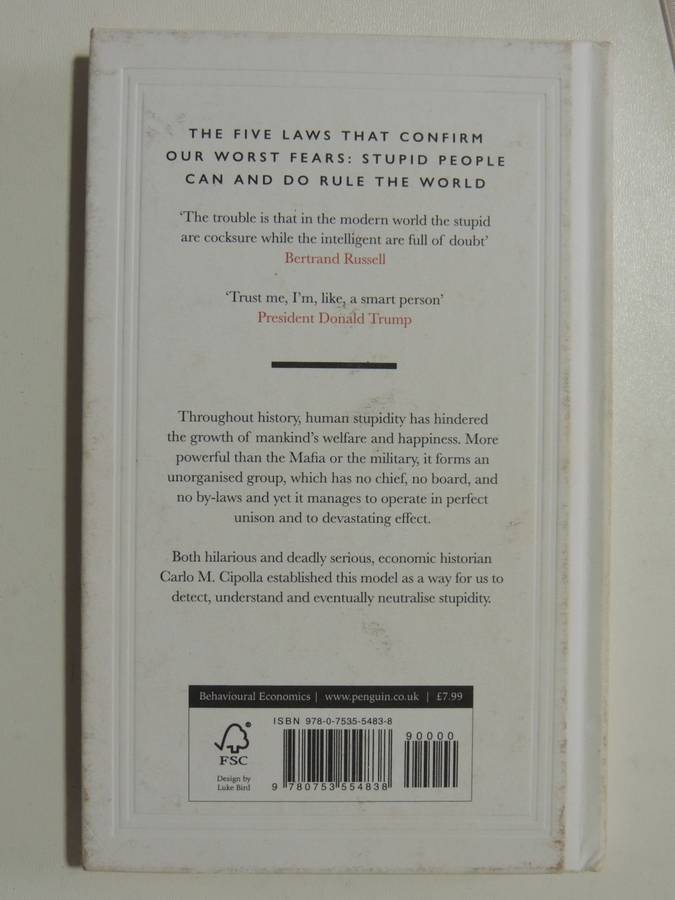 THE FIVE LAWS THAT CONFIRM
OUR WORST FEARS: STUPID PEOPLE
CAN AND DO RULE THE WORLD
‘The trouble is that in the modern world the stupid
are cocksure while the intelligent are full of doubt’
Bertrand Russell
‘Trust me, I’m, like, a smart person’
President Donald Trump
Throughout history, human stupidity has hindered
the growth of mankind’s welfare and happiness. More
powerful than the Mafia or the military, it forms an
unorganised group, which has no chief, no board, and
no by-laws and yet it manages to operate in perfect
unison and to devastating effect.
Both hilarious and deadly serious, economic historian
Carlo M. Cipolla established this model as a way for us to
detect, understand and eventually neutralise stupidity.
Behavioural Economics | www.penguin.co.uk | £7.99
ISBN 978-0-7535-5483-8
90000
FSC
®
Design by
Luke Bird
9 780753 554838